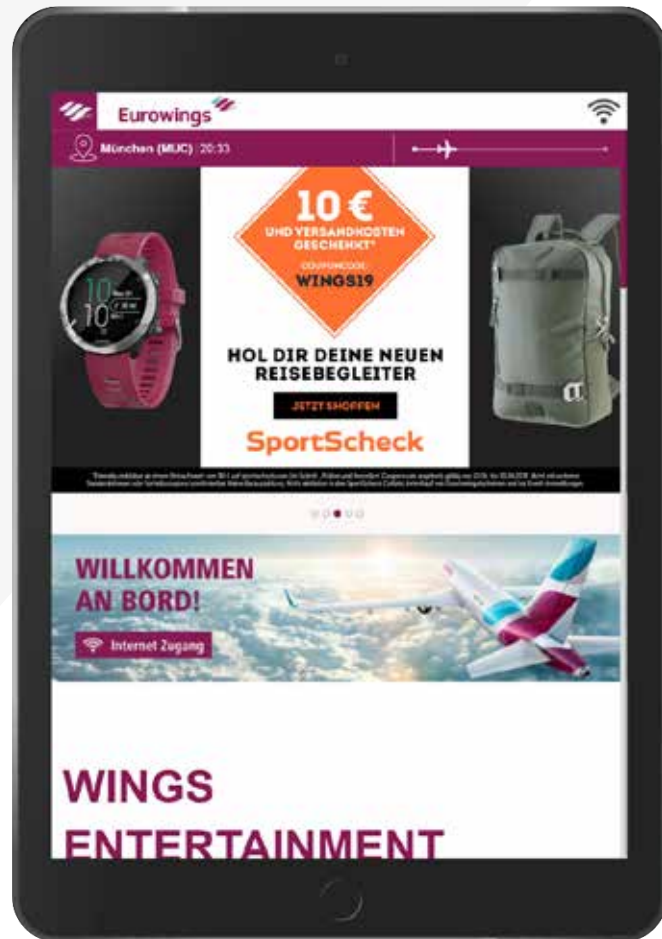 Eurowings
München (MUC) 20:33
10 €
UND VERSANDKOSTEN
GESCHENKT*
COUPONCODE:
WINGS19
HOL DIR DEINE NEUEN
REISEBEGLEITER
JETZT SHOPPEN
SportScheck
WILLKOMMEN
AN BORD!
Internet Zugang
WINGS
ENTERTAINMENT